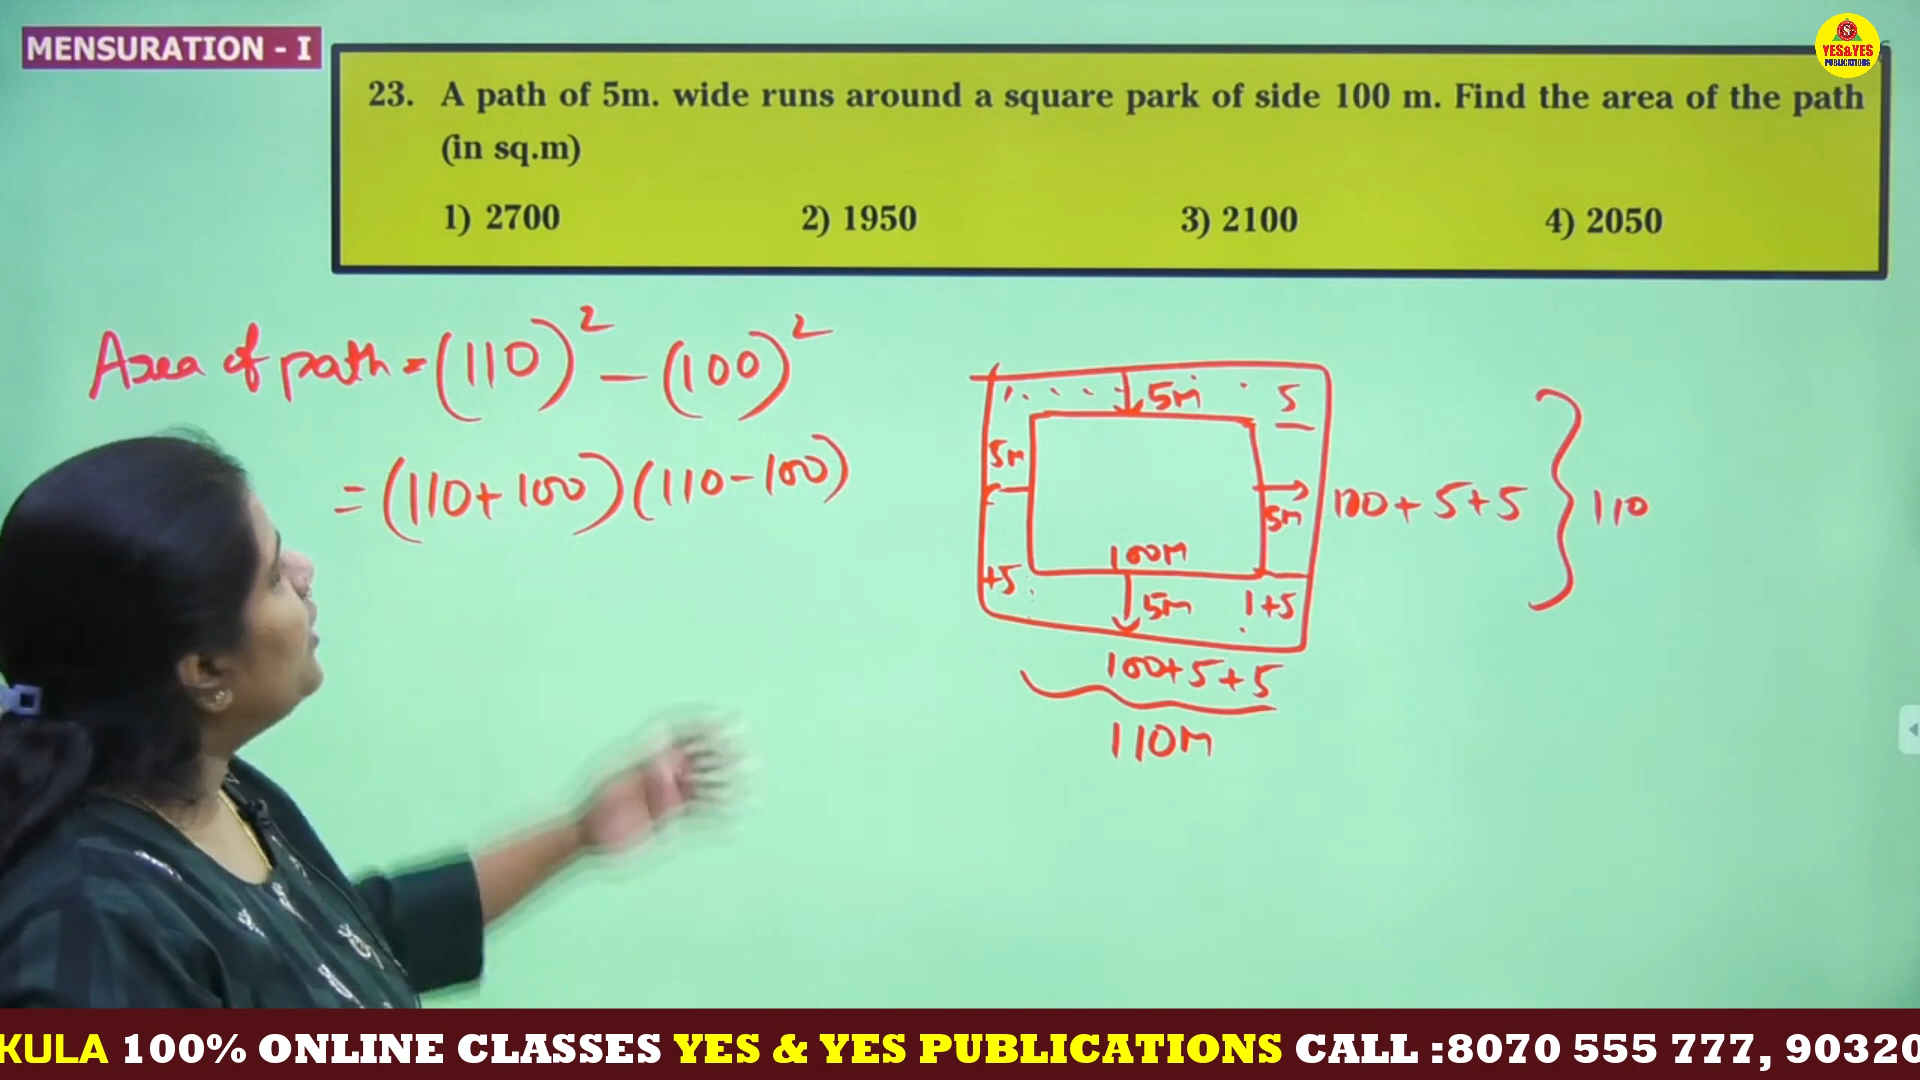 MENSURATION - I
YES&YES
PUBLICATIONS
23. A path of 5m. wide runs around a square park of side 100 m. Find the area of the path
(in sq.m)
1) 2700 2) 1950 3) 2100 4) 2050
Area of path = (110)² − (100)²
= (110+100)(110-100)
5m 5
5m
5m 100+5+5 110
100m
+5 5m +5
100+5+5
110m
KULA 100% ONLINE CLASSES YES & YES PUBLICATIONS CALL :8070 555 777, 90320